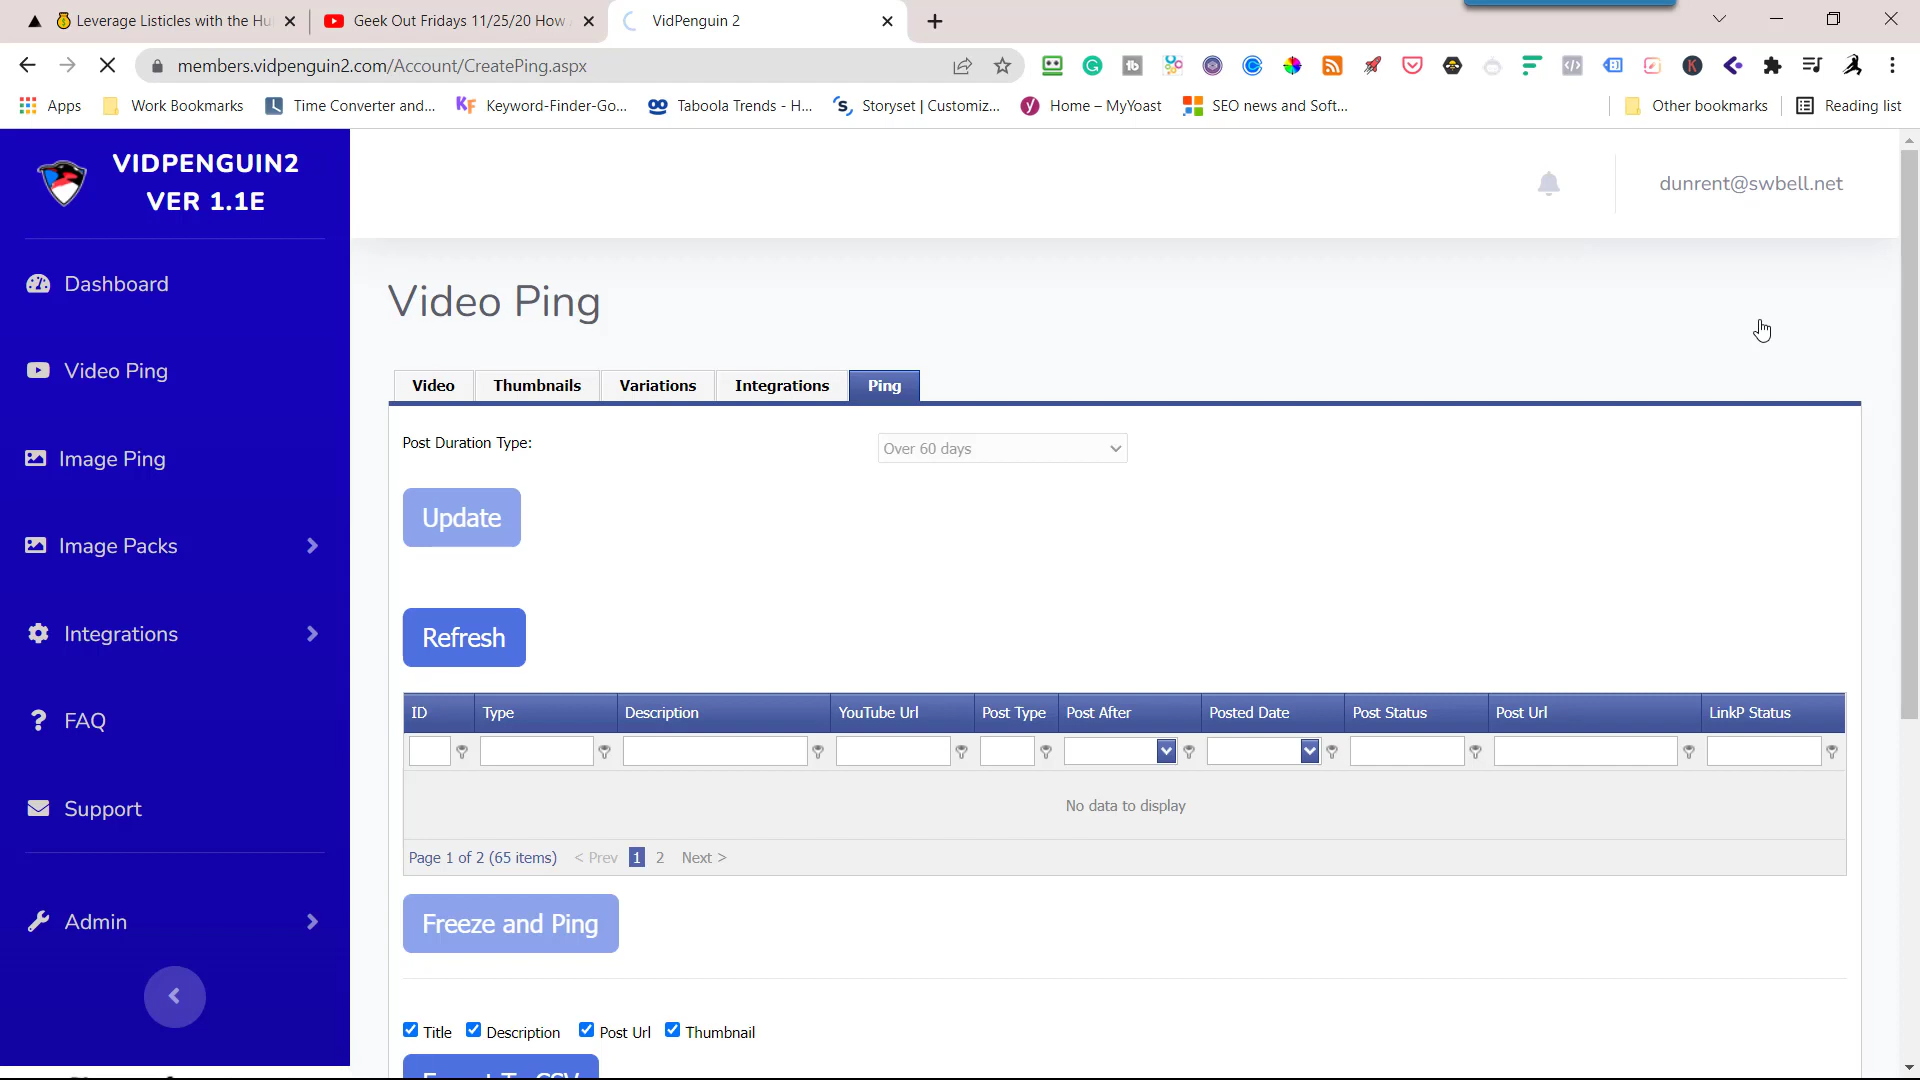 Leverage Listicles with the Hu
Geek Out Fridays 11/25/20 How
VidPenguin 2
members.vidpenguin2.com/Account/CreatePing.aspx
Apps
Work Bookmarks
Time Converter and...
Keyword-Finder-Go...
Taboola Trends - H...
Storyset | Customiz...
Home – MyYoast
SEO news and Soft...
Other bookmarks
Reading list
VIDPENGUIN2
VER 1.1E
dunrent@swbell.net
Dashboard
Video Ping
Image Ping
Image Packs
Integrations
FAQ
Support
Admin
Video Ping
Video
Thumbnails
Variations
Integrations
Ping
Post Duration Type:
Over 60 days
Update
Refresh
ID
Type
Description
YouTube Url
Post Type
Post After
Posted Date
Post Status
Post Url
LinkP Status
No data to display
Page 1 of 2 (65 items) < Prev 1 2 Next >
Freeze and Ping
Title
Description
Post Url
Thumbnail
Export To CSV